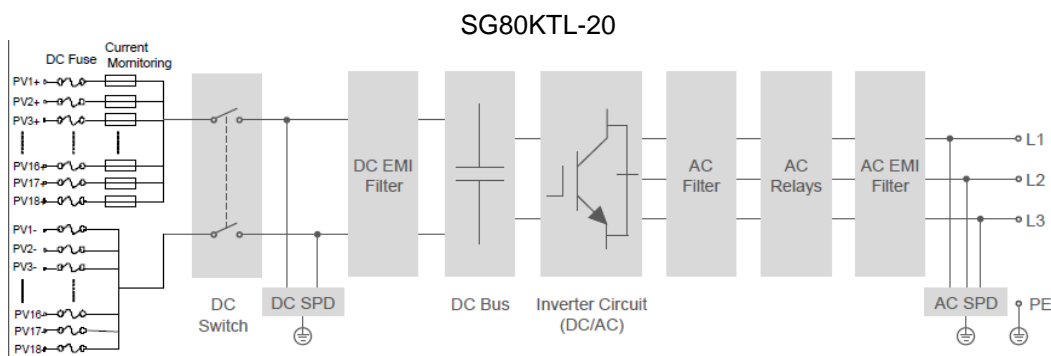 SG80KTL-20
DC Fuse
Current
Momitoring
PV1+
PV2+
PV3+
PV16+
PV17+
PV18+
PV1-
PV2-
PV3-
PV16-
PV17-
PV18-
DC
Switch
DC SPD
DC EMI
Filter
DC Bus
Inverter Circuit
(DC/AC)
AC
Filter
AC
Relays
AC EMI
Filter
L1
L2
L3
AC SPD
PE